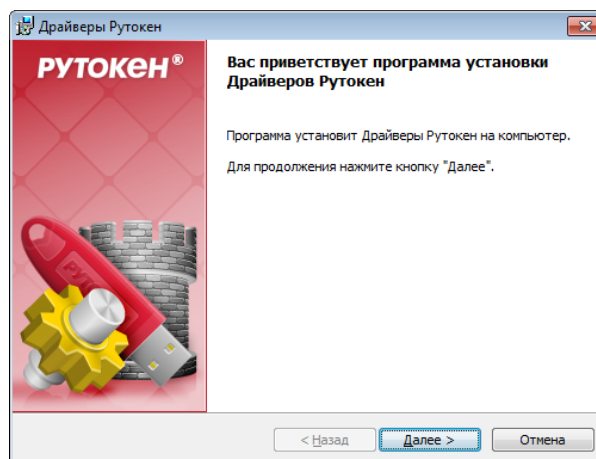 Драйверы Рутокен
РУТОКЕН®
Вас приветствует программа установки
Драйверов Рутокен
Программа установит Драйверы Рутокен на компьютер.
Для продолжения нажмите кнопку "Далее".
< Назад
Далее >
Отмена